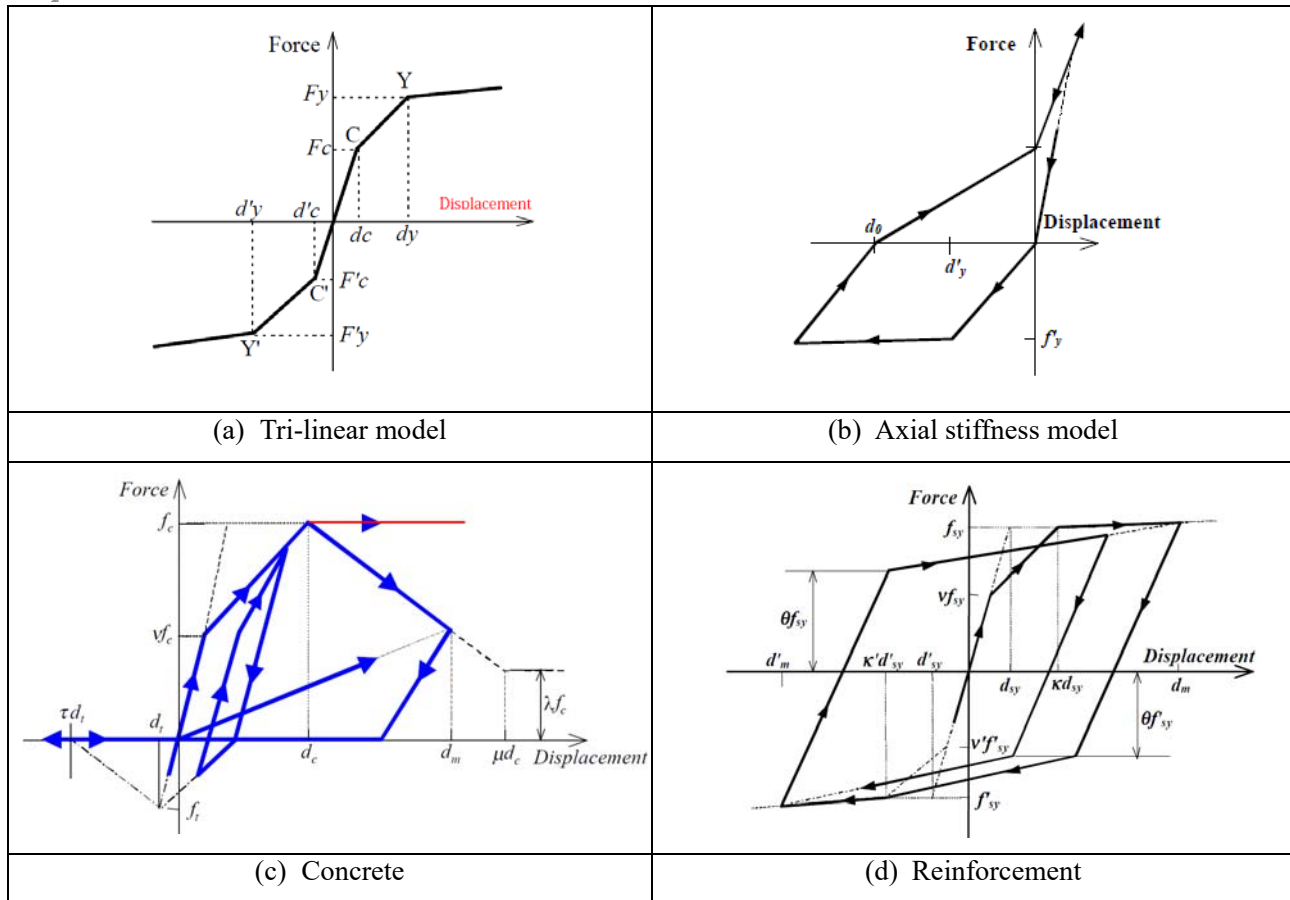 Force
Fy
Y
Fc
C
d'y
d'c
Displacement
dc
dy
C'
F'c
Y'
F'y
(a) Tri-linear model
Force
Displacement
d0
d'y
f'y
(b) Axial stiffness model
Force
fc
νfc
τdt
dt
λfc
dc
dm
μdc
Displacement
ft
(c) Concrete
Force
fsy
νfsy
θfsy
d'm
κ'd'sy
d'sy
Displacement
dsy
κdsy
dm
θf'sy
ν'f'sy
f'sy
(d) Reinforcement